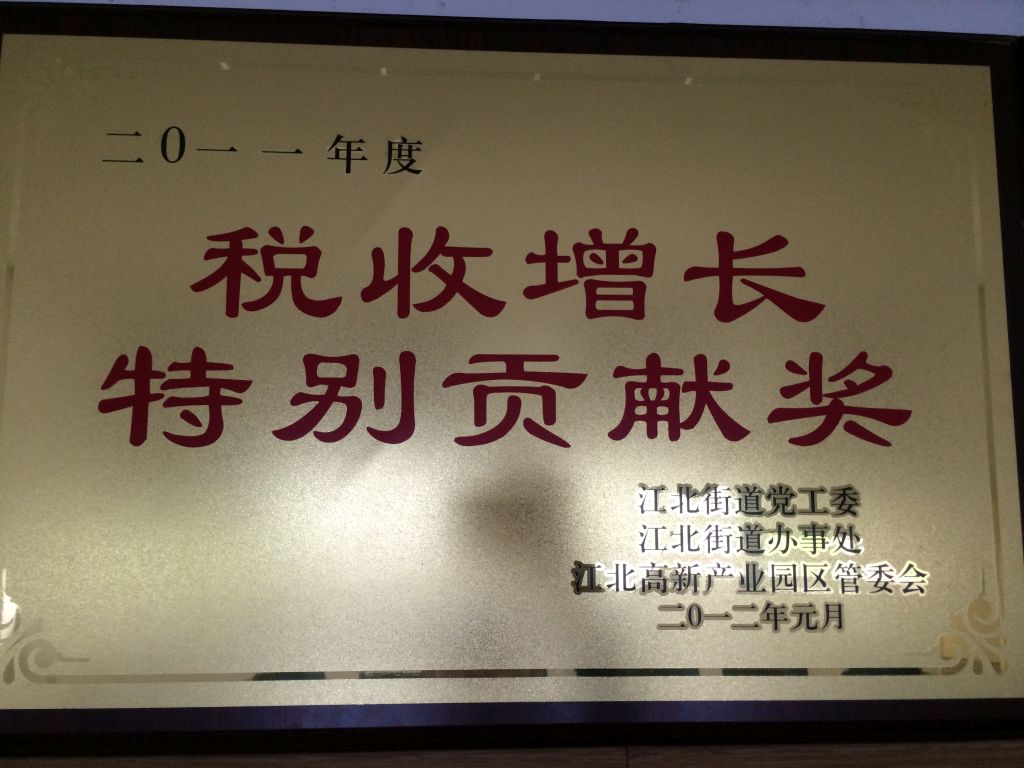 二0一一年度
税收增长
特别贡献奖
江北街道党工委
江北街道办事处
江北高新产业园区管委会
二0一二年元月